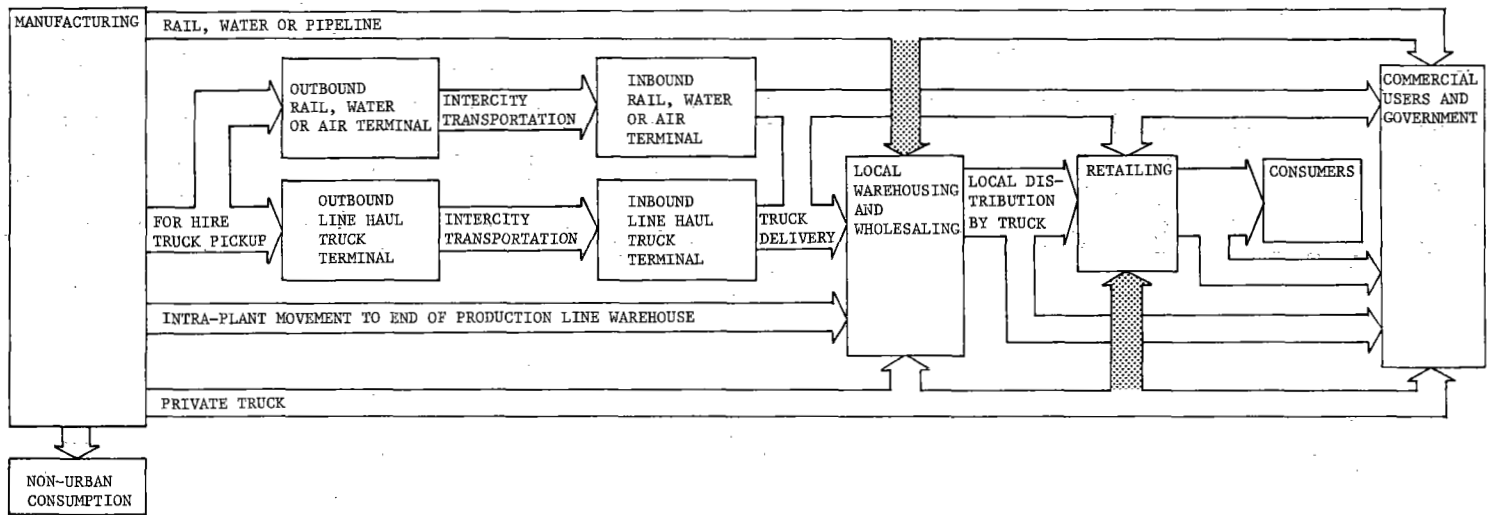 MANUFACTURING
RAIL, WATER OR PIPELINE
OUTBOUND
RAIL, WATER
OR AIR TERMINAL
INTERCITY
TRANSPORTATION
INBOUND
RAIL, WATER
OR AIR
TERMINAL
COMMERCIAL
USERS AND
GOVERNMENT
FOR HIRE
TRUCK PICKUP
OUTBOUND
LINE HAUL
TRUCK
TERMINAL
INTERCITY
TRANSPORTATION
INBOUND
LINE HAUL
TRUCK
TERMINAL
TRUCK
DELIVERY
LOCAL
WAREHOUSING
AND
WHOLESALING
LOCAL DIS-
TRIBUTION
BY TRUCK
RETAILING
CONSUMERS
INTRA-PLANT MOVEMENT TO END OF PRODUCTION LINE WAREHOUSE
PRIVATE TRUCK
NON-URBAN
CONSUMPTION